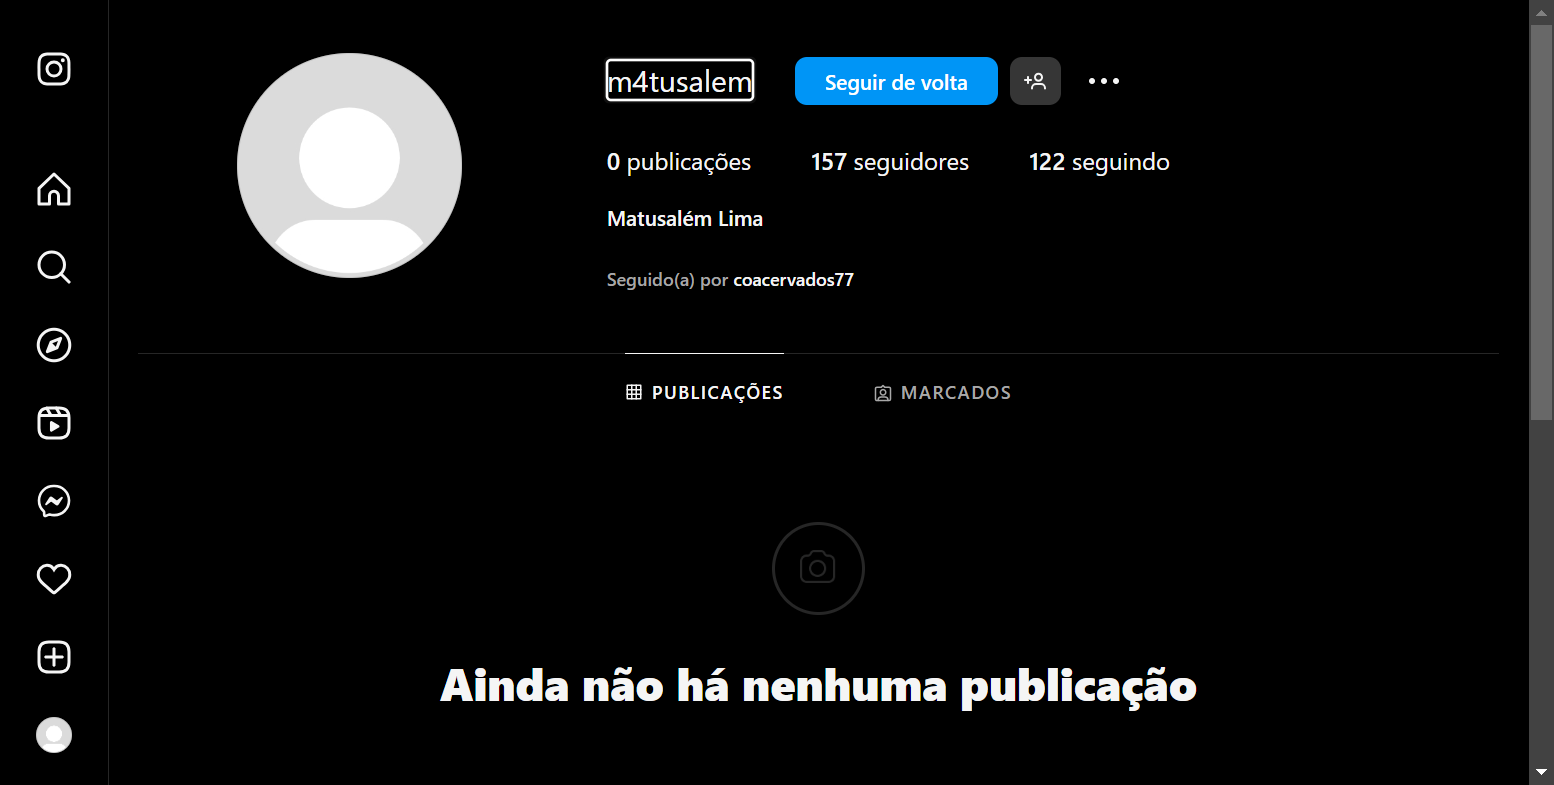 m4tusalem Seguir de volta
0 publicações 157 seguidores 122 seguindo
Matusalém Lima
Seguido(a) por coacervados77
PUBLICAÇÕES MARCADOS
Ainda não há nenhuma publicação